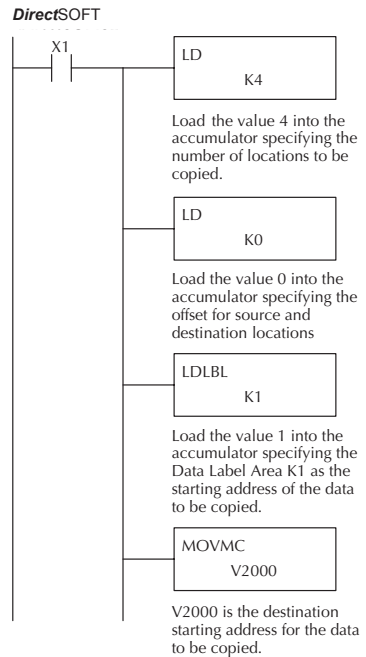 DirectSOFT
X1
LD
K4
Load the value 4 into the
accumulator specifying the
number of locations to be
copied.
LD
K0
Load the value 0 into the
accumulator specifying the
offset for source and
destination locations
LDLBL
K1
Load the value 1 into the
accumulator specifying the
Data Label Area K1 as the
starting address of the data
to be copied.
MOVMC
V2000
V2000 is the destination
starting address for the data
to be copied.